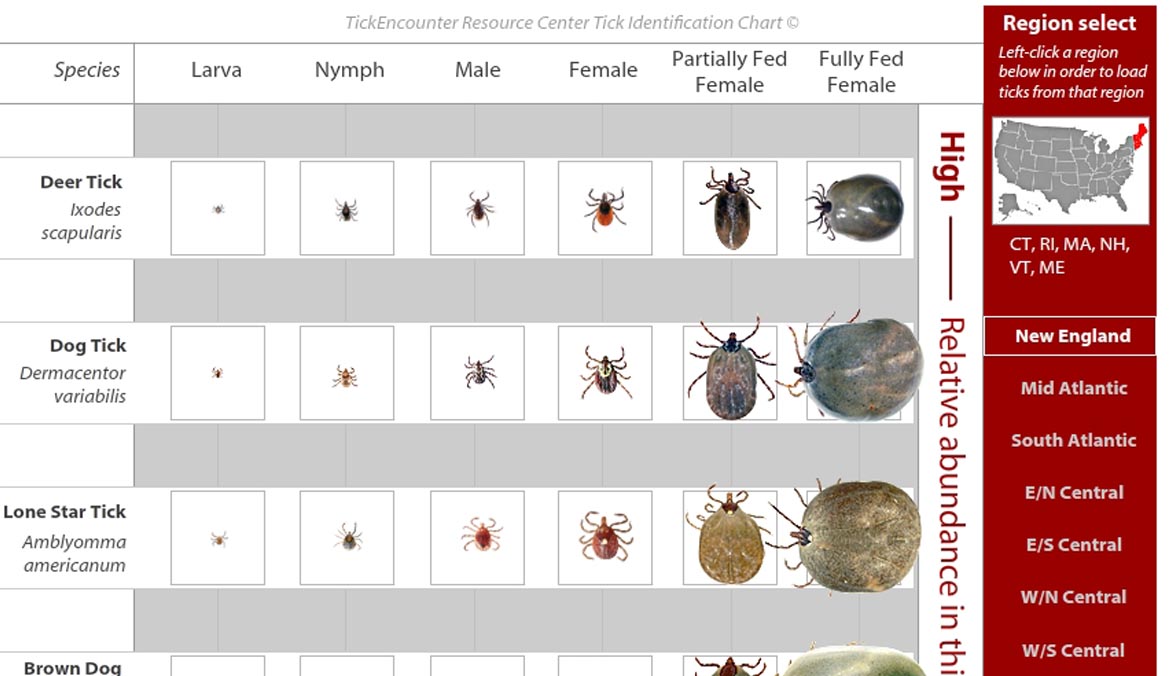 TickEncounter Resource Center Tick Identification Chart ©
Species
Larva
Nymph
Male
Female
Partially Fed
Female
Fully Fed
Female
Deer Tick
Ixodes
scapularis
Dog Tick
Dermacentor
variabilis
Lone Star Tick
Amblyomma
americanum
Brown Dog
High
Relative abundance in thi
Region select
Left-click a region
below in order to load
ticks from that region
CT, RI, MA, NH,
VT, ME
New England
Mid Atlantic
South Atlantic
E/N Central
E/S Central
W/N Central
W/S Central